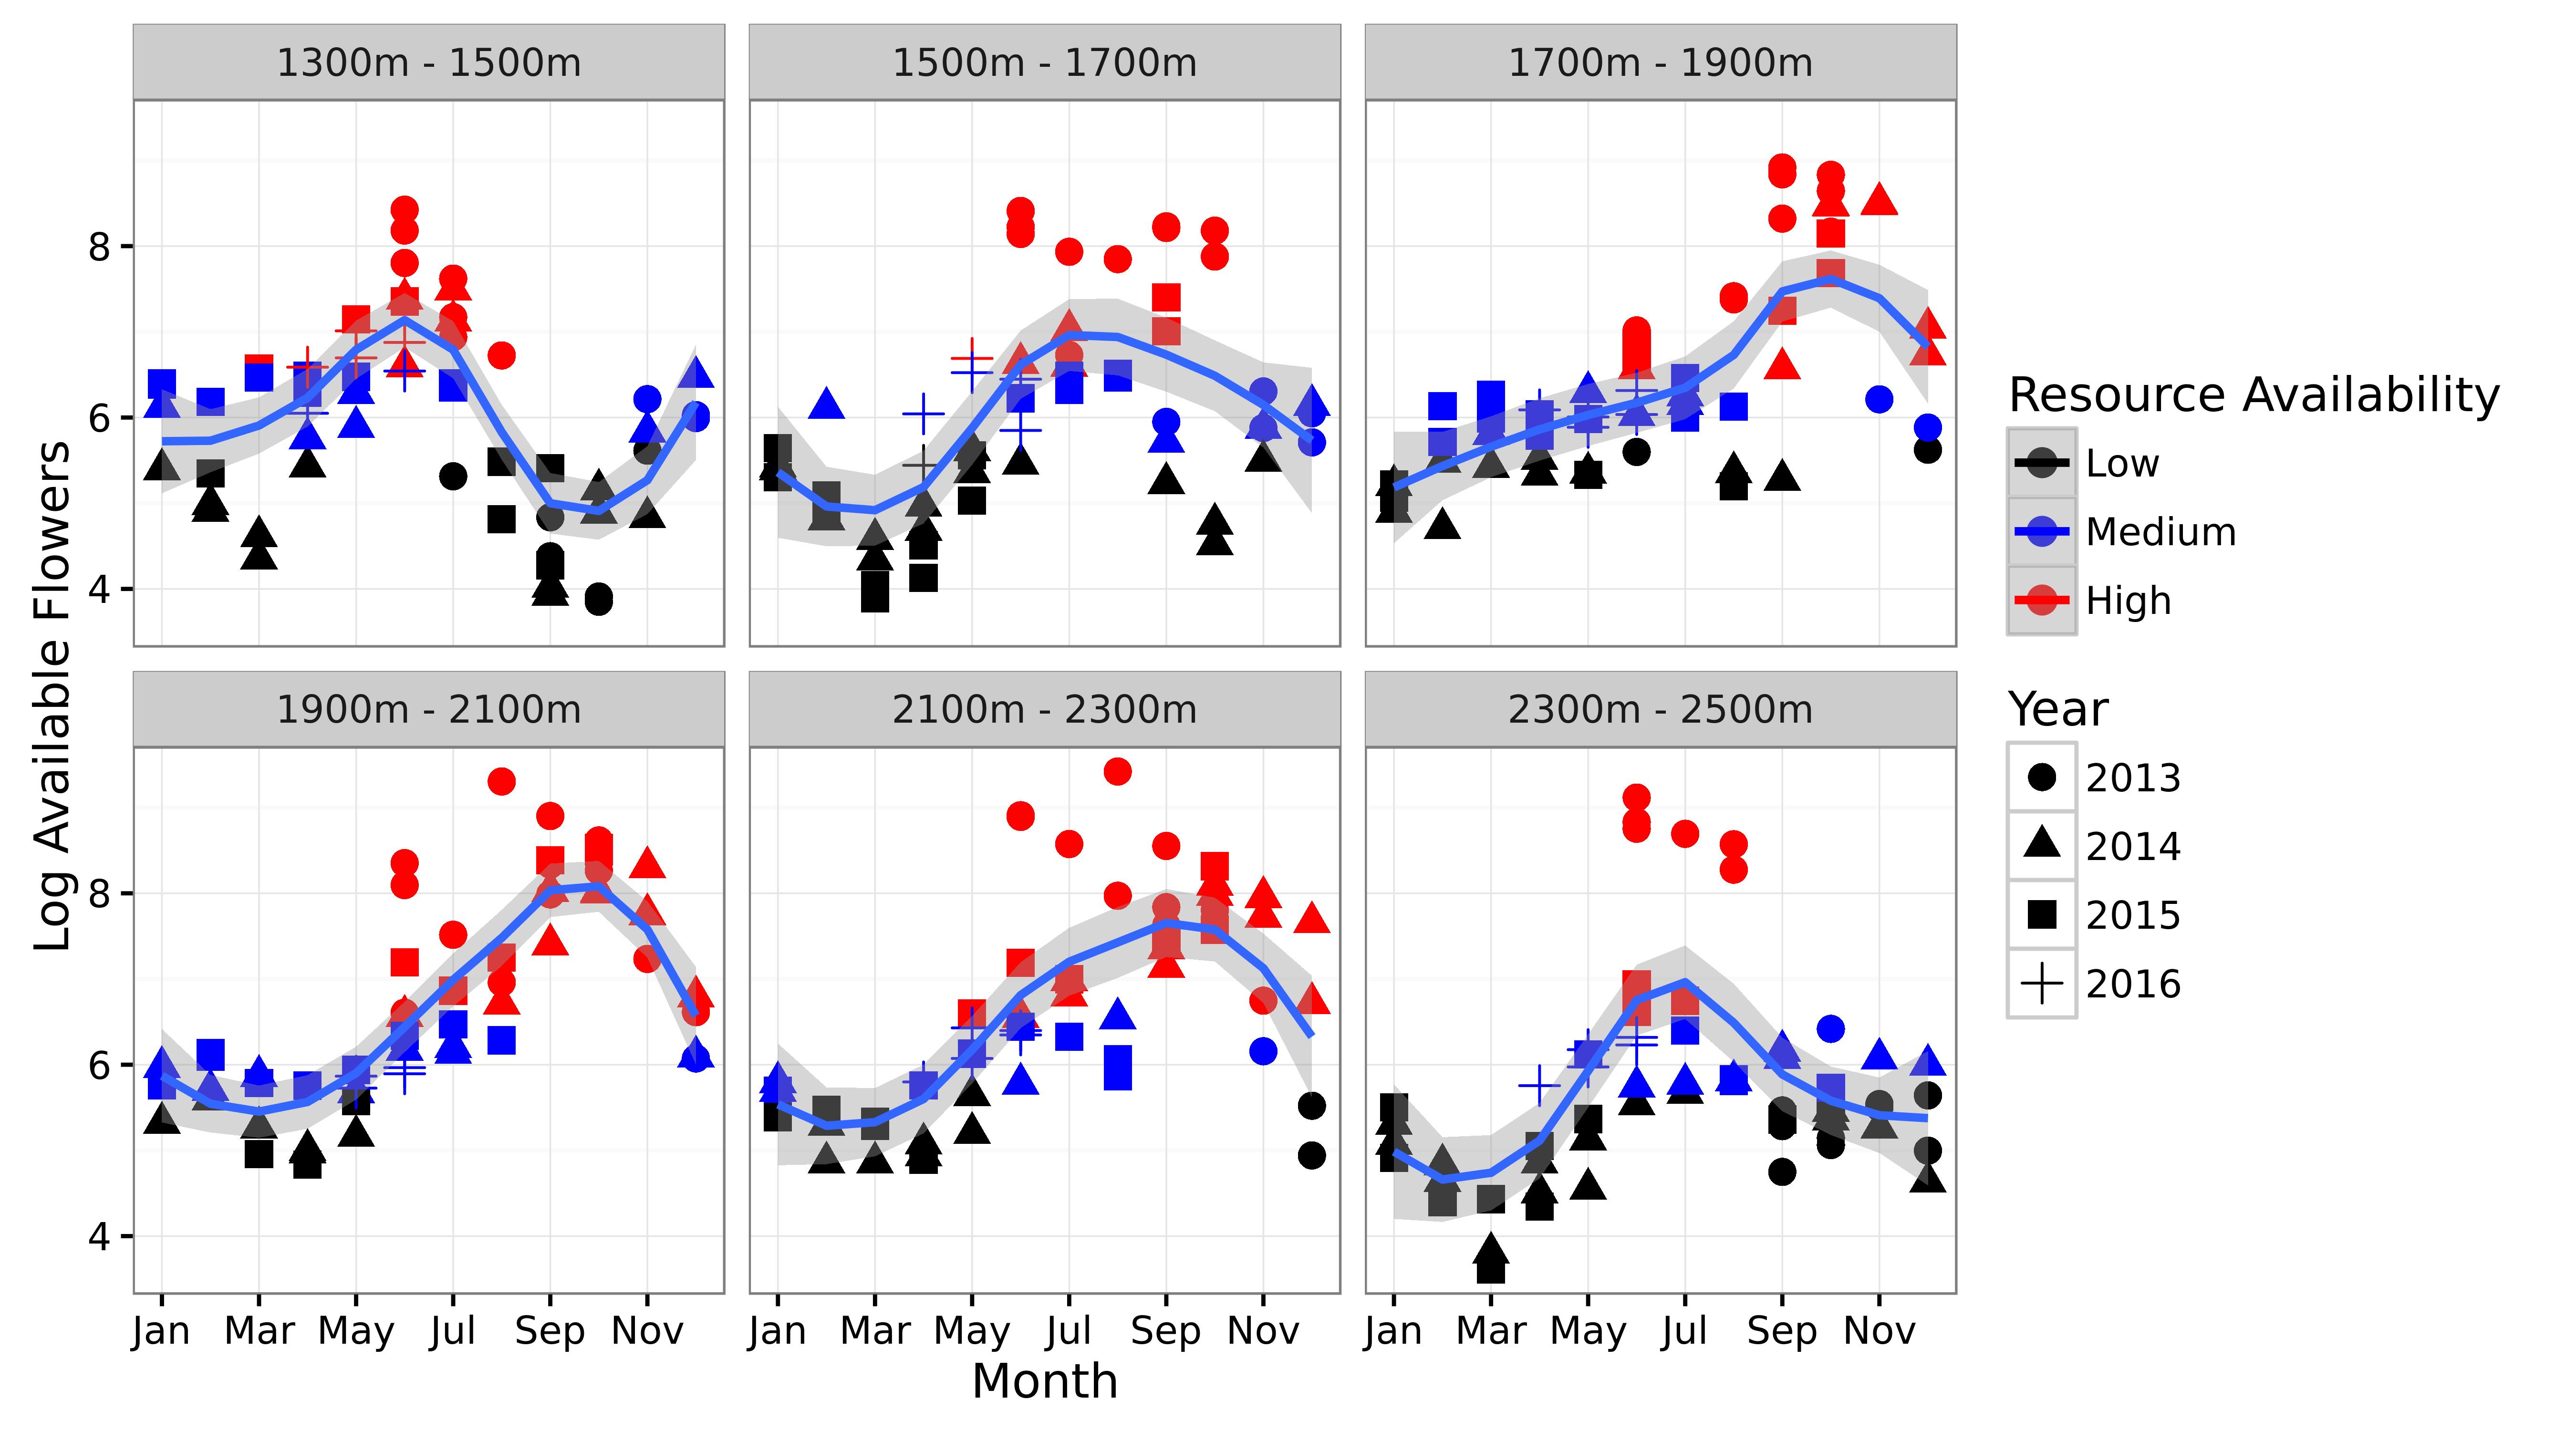 1300m - 1500m
1500m - 1700m
1700m - 1900m
8
6
4
1900m - 2100m
2100m - 2300m
2300m - 2500m
8
6
4
Jan Mar May Jul Sep Nov
Jan Mar May Jul Sep Nov
Jan Mar May Jul Sep Nov
Month
Log Available Flowers
Resource Availability
Low
Medium
High
Year
2013
2014
2015
2016